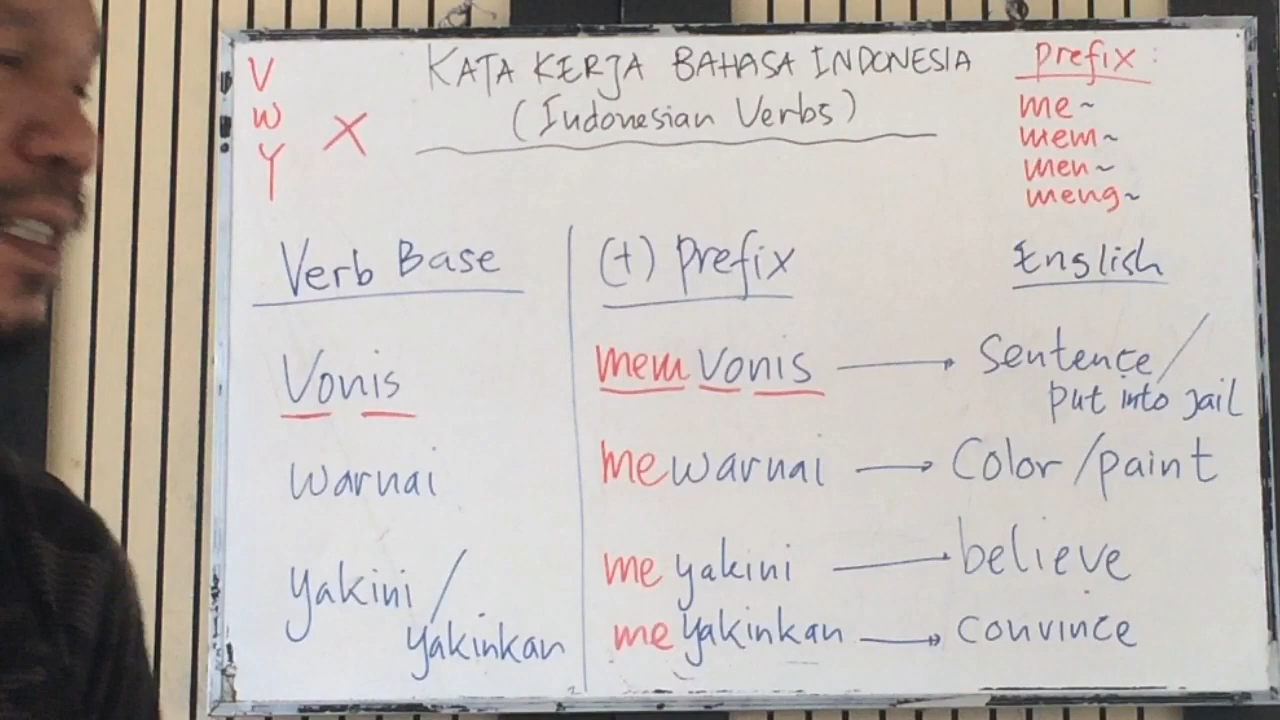 V
W
Y
X
KATA KERJA BAHASA INDONESIA
(Indonesian Verbs)
Prefix :
me~
mem~
men~
meng~
Verb Base
(+) Prefix
English
Vonis
memVonis → Sentence/
put into jail
warnai
mewarnai → Color/paint
yakini/
yakinkan
meyakini → believe
meyakinkan → convince